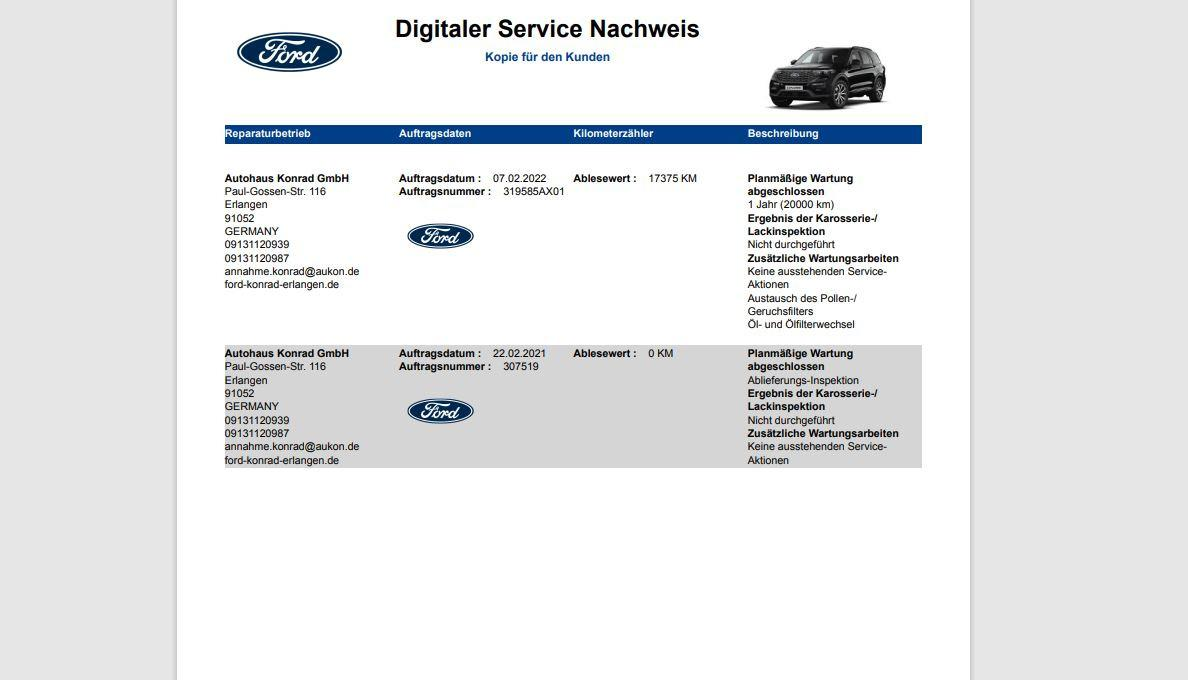 Ford
Digitaler Service Nachweis
Kopie für den Kunden
Reparaturbetrieb Auftragsdaten Kilometerzähler Beschreibung
Autohaus Konrad GmbH
Paul-Gossen-Str. 116
Erlangen
91052
GERMANY
09131120939
09131120987
annahme.konrad@aukon.de
ford-konrad-erlangen.de
Auftragsdatum : 07.02.2022
Auftragsnummer : 319585AX01
Ford
Ablesewert : 17375 KM
Planmäßige Wartung
abgeschlossen
1 Jahr (20000 km)
Ergebnis der Karosserie-/
Lackinspektion
Nicht durchgeführt
Zusätzliche Wartungsarbeiten
Keine ausstehenden Service-
Aktionen
Austausch des Pollen-/
Geruchsfilters
Öl- und Ölfilterwechsel
Autohaus Konrad GmbH
Paul-Gossen-Str. 116
Erlangen
91052
GERMANY
09131120939
09131120987
annahme.konrad@aukon.de
ford-konrad-erlangen.de
Auftragsdatum : 22.02.2021
Auftragsnummer : 307519
Ford
Ablesewert : 0 KM
Planmäßige Wartung
abgeschlossen
Ablieferungs-Inspektion
Ergebnis der Karosserie-/
Lackinspektion
Nicht durchgeführt
Zusätzliche Wartungsarbeiten
Keine ausstehenden Service-
Aktionen